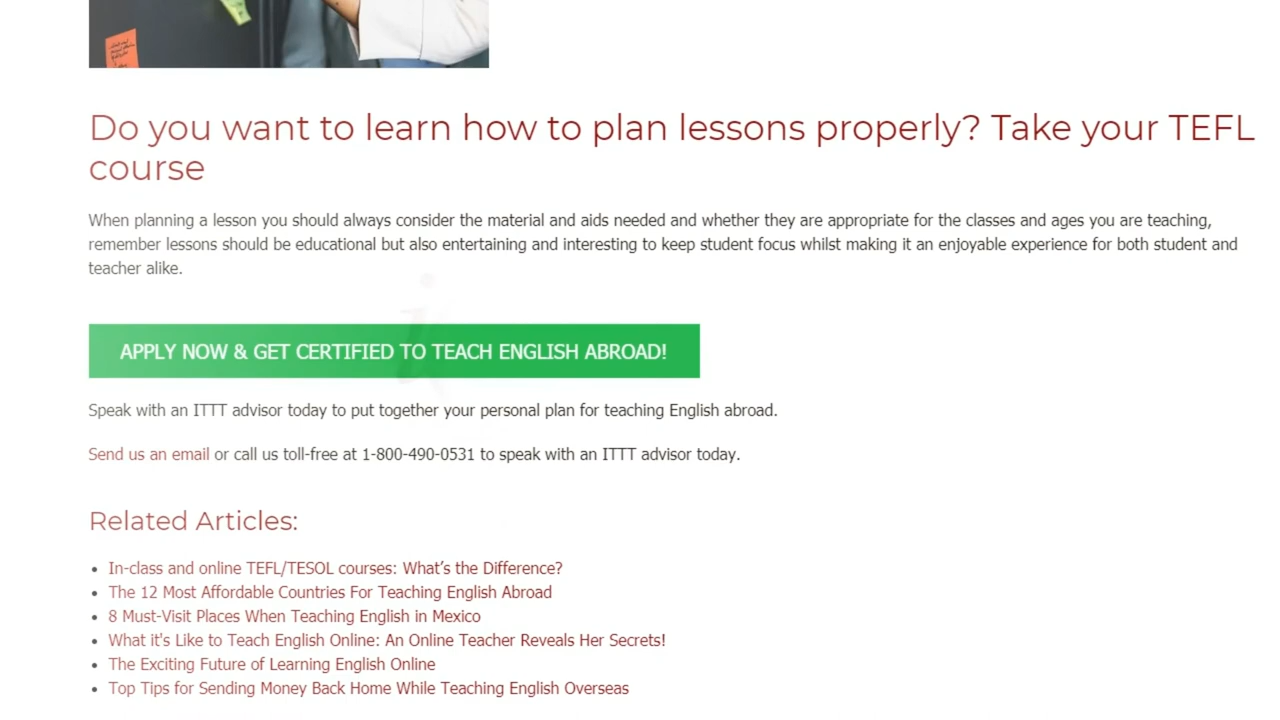 Do you want to learn how to plan lessons properly? Take your TEFL
course
When planning a lesson you should always consider the material and aids needed and whether they are appropriate for the classes and ages you are teaching,
remember lessons should be educational but also entertaining and interesting to keep student focus whilst making it an enjoyable experience for both student and
teacher alike.
APPLY NOW & GET CERTIFIED TO TEACH ENGLISH ABROAD!
Speak with an ITTT advisor today to put together your personal plan for teaching English abroad.
Send us an email or call us toll-free at 1-800-490-0531 to speak with an ITTT advisor today.
Related Articles:
In-class and online TEFL/TESOL courses: What’s the Difference?
The 12 Most Affordable Countries For Teaching English Abroad
8 Must-Visit Places When Teaching English in Mexico
What it's Like to Teach English Online: An Online Teacher Reveals Her Secrets!
The Exciting Future of Learning English Online
Top Tips for Sending Money Back Home While Teaching English Overseas